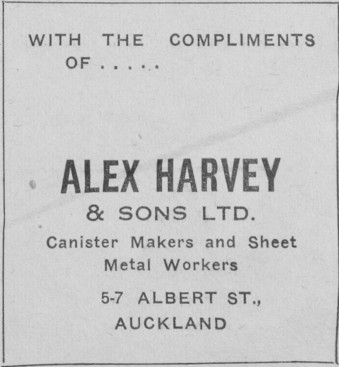 WITH THE COMPLIMENTS
OF . . . . .
ALEX HARVEY
& SONS LTD.
Canister Makers and Sheet
Metal Workers
5-7 ALBERT ST.,
AUCKLAND